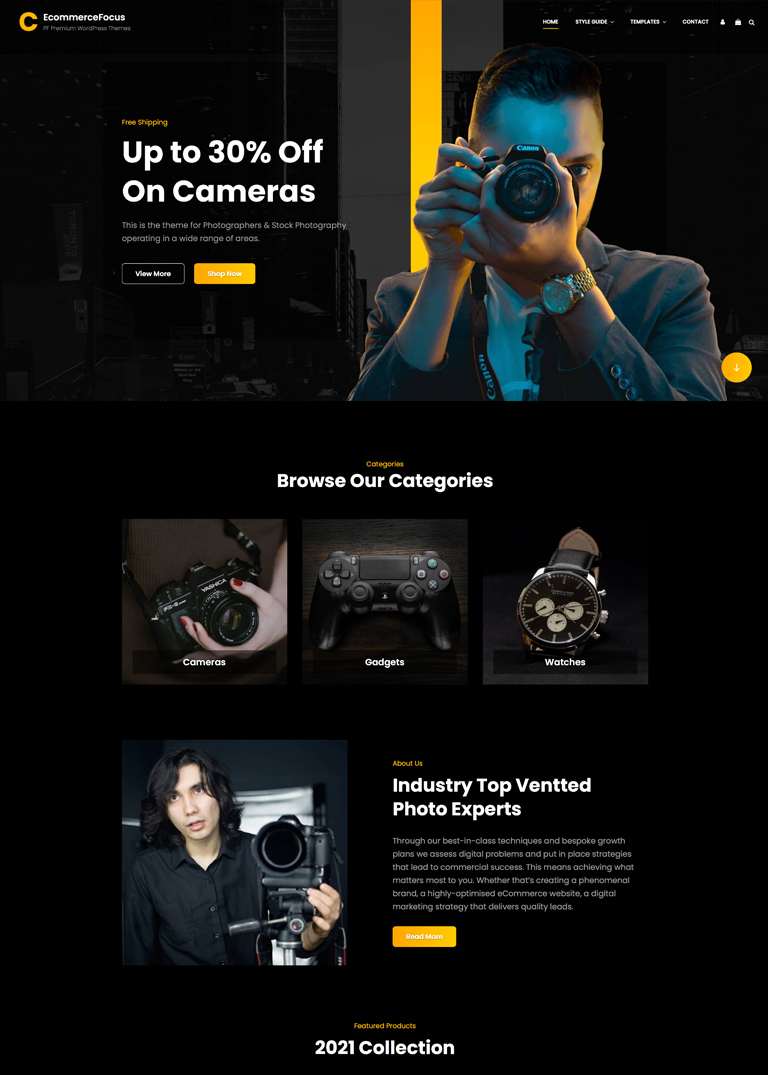 C EcommerceFocus
PF Premium WordPress Themes
HOME STYLE GUIDE TEMPLATES CONTACT
Free Shipping
Up to 30% Off
On Cameras
This is the theme for Photographers & Stock Photography
operating in a wide range of areas.
View More Shop Now
Canon
Canon
Categories
Browse Our Categories
YASHICA
Cameras
Gadgets
Watches
About Us
Industry Top Ventted
Photo Experts
Through our best-in-class techniques and bespoke growth
plans we assess digital problems and put in place strategies
that lead to commercial success. This means achieving what
matters most to you. Whether that's creating a phenomenal
brand, a highly-optimised eCommerce website, a digital
marketing strategy that delivers quality leads.
Read More
Featured Products
2021 Collection